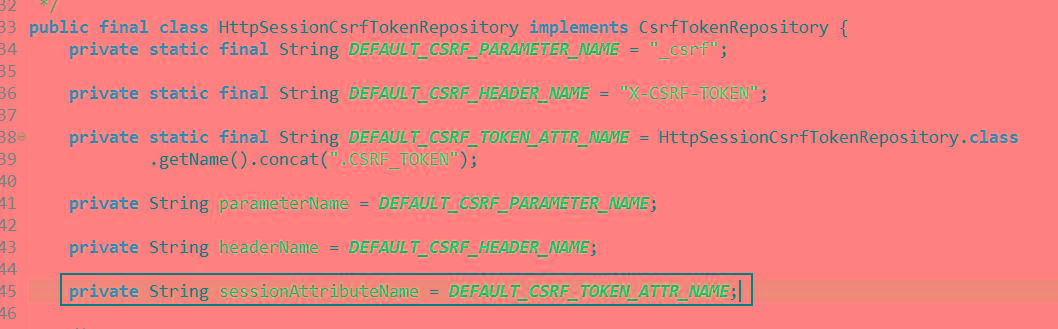 32  */
33 public final class HttpSessionCsrfTokenRepository implements CsrfTokenRepository {
34 private static final String DEFAULT_CSRF_PARAMETER_NAME = "_csrf";
35
36 private static final String DEFAULT_CSRF_HEADER_NAME = "X-CSRF-TOKEN";
37
38 private static final String DEFAULT_CSRF_TOKEN_ATTR_NAME = HttpSessionCsrfTokenRepository.class
39 .getName().concat(".CSRF_TOKEN");
40
41 private String parameterName = DEFAULT_CSRF_PARAMETER_NAME;
42
43 private String headerName = DEFAULT_CSRF_HEADER_NAME;
44
45 private String sessionAttributeName = DEFAULT_CSRF_TOKEN_ATTR_NAME;
46